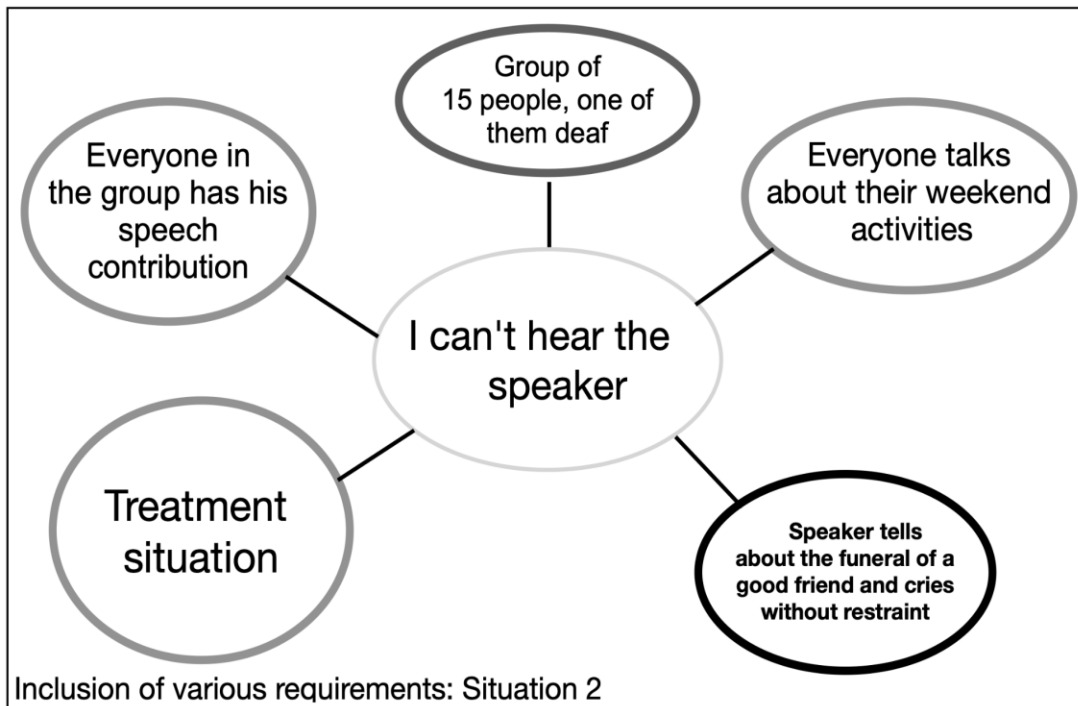 Group of
15 people, one of
them deaf
Everyone in
the group has his
speech
contribution
Everyone talks
about their weekend
activities
I can't hear the
speaker
Treatment
situation
Speaker tells
about the funeral of a
good friend and cries
without restraint
Inclusion of various requirements: Situation 2